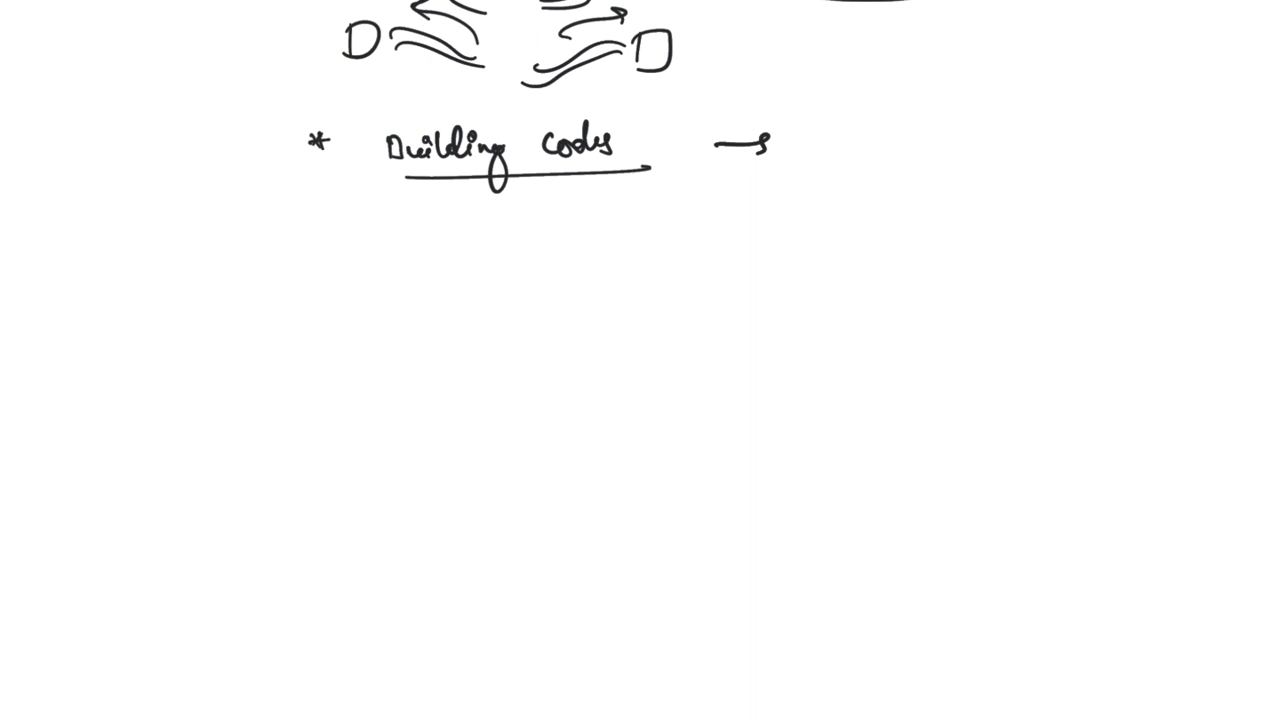 D D
* Building codes →